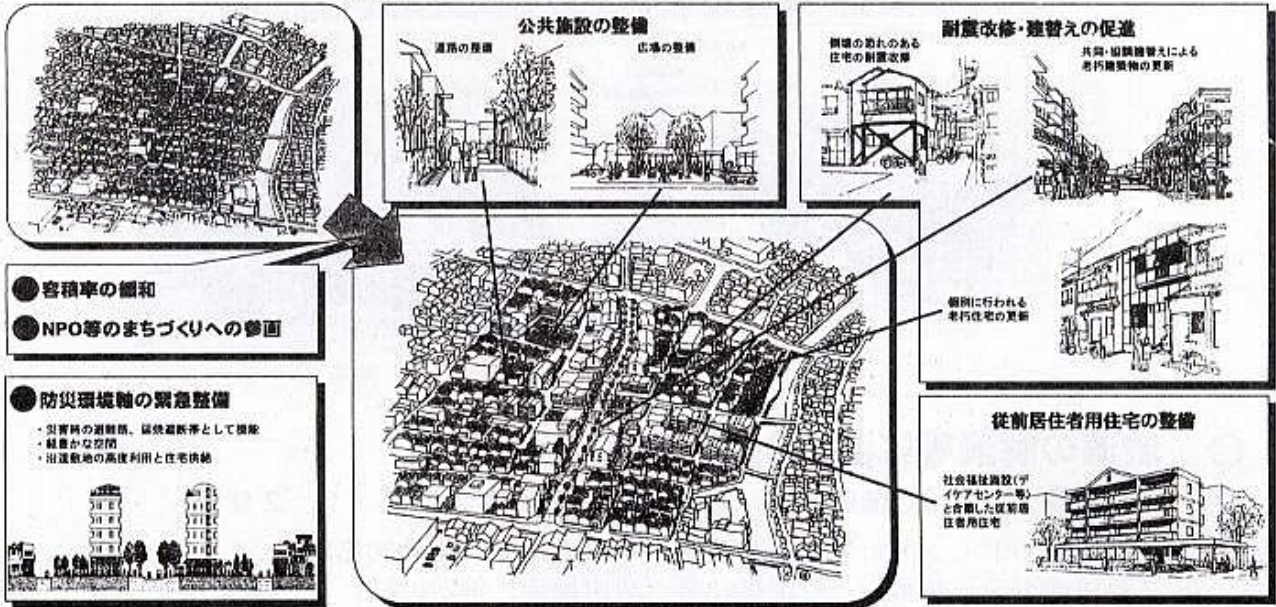 公共施設の整備
道路の整備
広場の整備
耐震改修・建替えの促進
倒壊の恐れのある
住宅の耐震改修
共同・協調建替えによる
老朽建築物の更新
個別に行われる
老朽住宅の更新
容積率の緩和
NPO等のまちづくりへの参画
防災環境軸の緊急整備
・災害時の避難路、延焼遮断帯として機能
・緑豊かな空間
・沿道敷地の高度利用と住宅供給
従前居住者用住宅の整備
社会福祉施設(デ
イケアセンター等)
と合築した従前居
住者用住宅